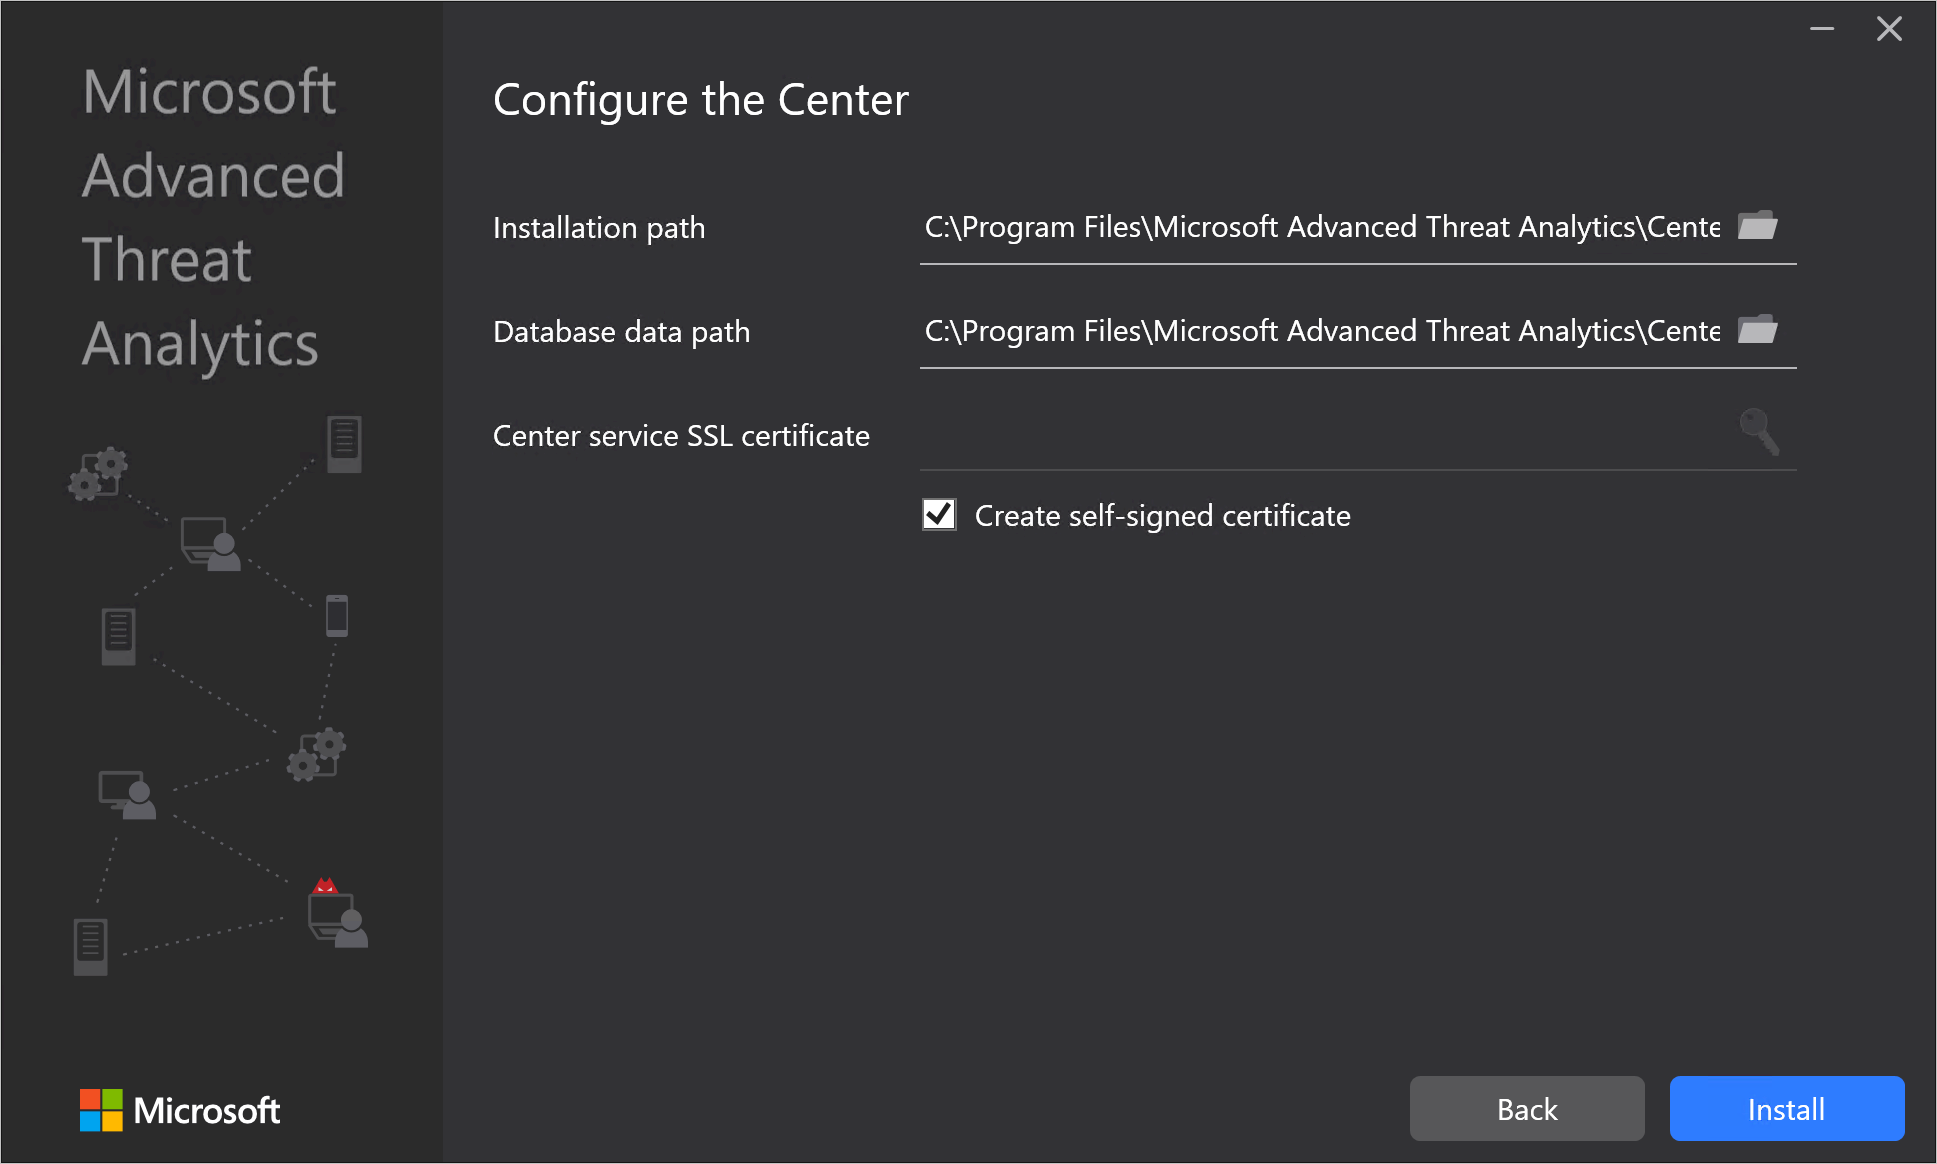 Microsoft
Advanced
Threat
Analytics
Microsoft
Configure the Center
Installation path
C:\Program Files\Microsoft Advanced Threat Analytics\Cente
Database data path
C:\Program Files\Microsoft Advanced Threat Analytics\Cente
Center service SSL certificate
Create self-signed certificate
Back
Install